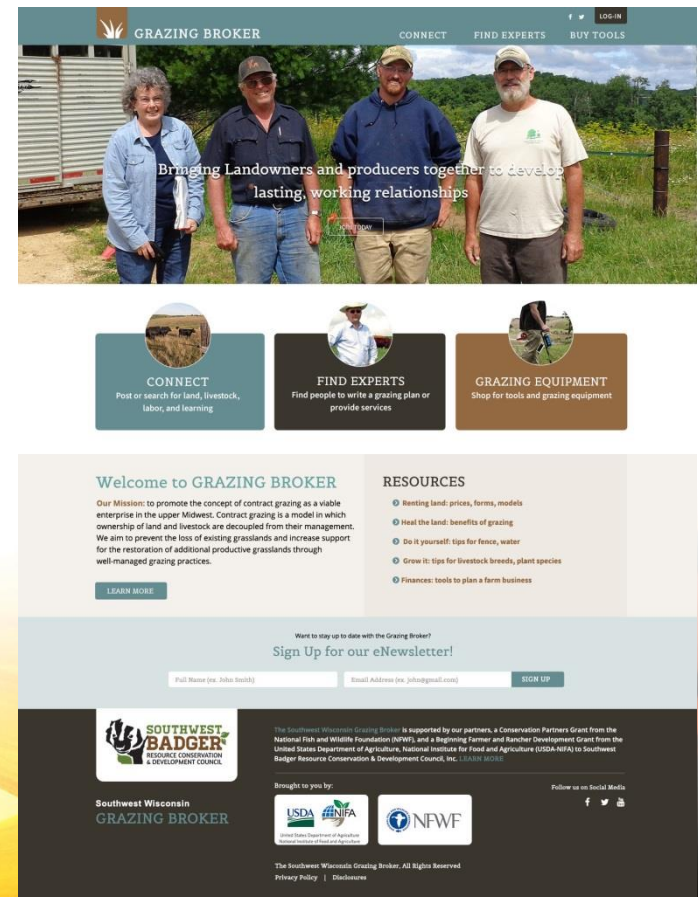 LOG-IN
GRAZING BROKER
CONNECT FIND EXPERTS BUY TOOLS
Bringing Landowners and producers together to develop
lasting, working relationships
JOIN TODAY
CONNECT
Post or search for land, livestock,
labor, and learning
FIND EXPERTS
Find people to write a grazing plan or
provide services
GRAZING EQUIPMENT
Shop for tools and grazing equipment
Welcome to GRAZING BROKER
Our Mission: to promote the concept of contract grazing as a viable
enterprise in the upper Midwest. Contract grazing is a model in which
ownership of land and livestock are decoupled from their management.
We aim to prevent the loss of existing grasslands and increase support
for the restoration of additional productive grasslands through
well-managed grazing practices.
LEARN MORE
RESOURCES
Renting land: prices, forms, models
Heal the land: benefits of grazing
Do it yourself: tips for fence, water
Grow it: tips for livestock breeds, plant species
Finances: tools to plan a farm business
Want to stay up to date with the Grazing Broker?
Sign Up for our eNewsletter!
Full Name (ex. John Smith) Email Address (ex. john@gmail.com) SIGN UP
SOUTHWEST
BADGER
RESOURCE CONSERVATION
& DEVELOPMENT COUNCIL
Southwest Wisconsin
GRAZING BROKER
The Southwest Wisconsin Grazing Broker is supported by our partners, a Conservation Partners Grant from the
National Fish and Wildlife Foundation (NFWF), and a Beginning Farmer and Rancher Development Grant from the
United States Department of Agriculture, National Institute for Food and Agriculture (USDA-NIFA) to Southwest
Badger Resource Conservation & Development Council, Inc. LEARN MORE
Brought to you by:
USDA NIFA
United States Department of Agriculture
National Institute of Food and Agriculture
NFWF
Follow us on Social Media
The Southwest Wisconsin Grazing Broker, All Rights Reserved
Privacy Policy | Disclosures